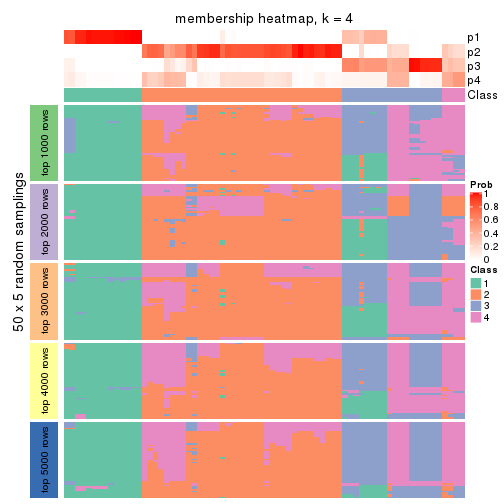 membership heatmap, k = 4
p1
p2
p3
p4
Class
50 x 5 random samplings
top 1000 rows
top 2000 rows
top 3000 rows
top 4000 rows
top 5000 rows
Prob
1
0.8
0.6
0.4
0.2
0
Class
1
2
3
4